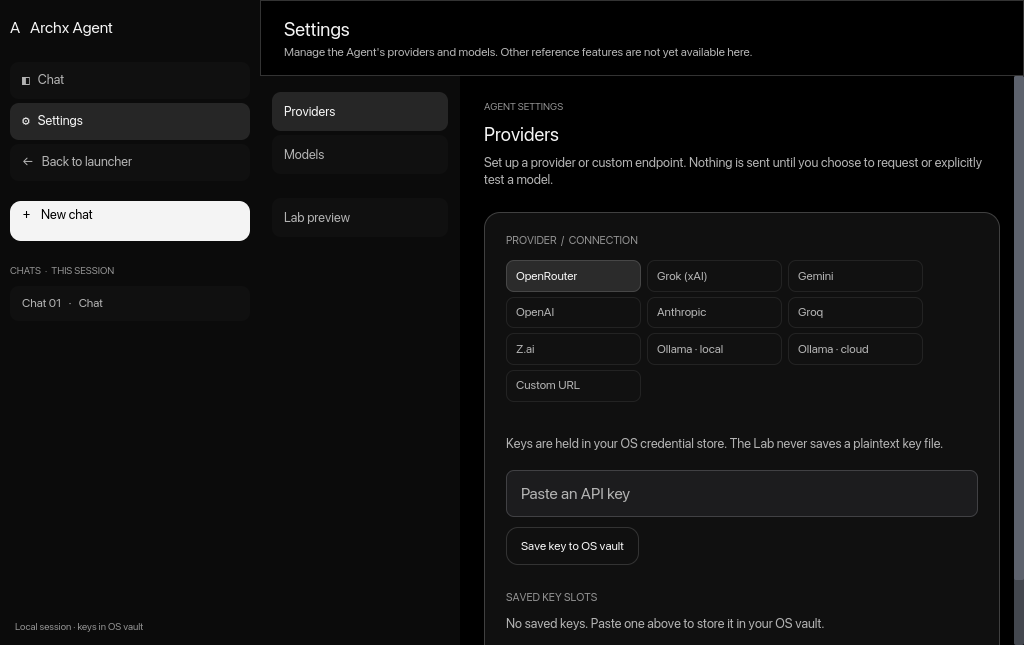 A Archx Agent
Chat
Settings
← Back to launcher
+ New chat
CHATS · THIS SESSION
Chat 01 · Chat
Local session · keys in OS vault
Settings
Manage the Agent's providers and models. Other reference features are not yet available here.
Providers
Models
Lab preview
AGENT SETTINGS
Providers
Set up a provider or custom endpoint. Nothing is sent until you choose to request or explicitly
test a model.
PROVIDER / CONNECTION
OpenRouter
Grok (xAI)
Gemini
OpenAI
Anthropic
Groq
Z.ai
Ollama · local
Ollama · cloud
Custom URL
Keys are held in your OS credential store. The Lab never saves a plaintext key file.
Paste an API key
Save key to OS vault
SAVED KEY SLOTS
No saved keys. Paste one above to store it in your OS vault.